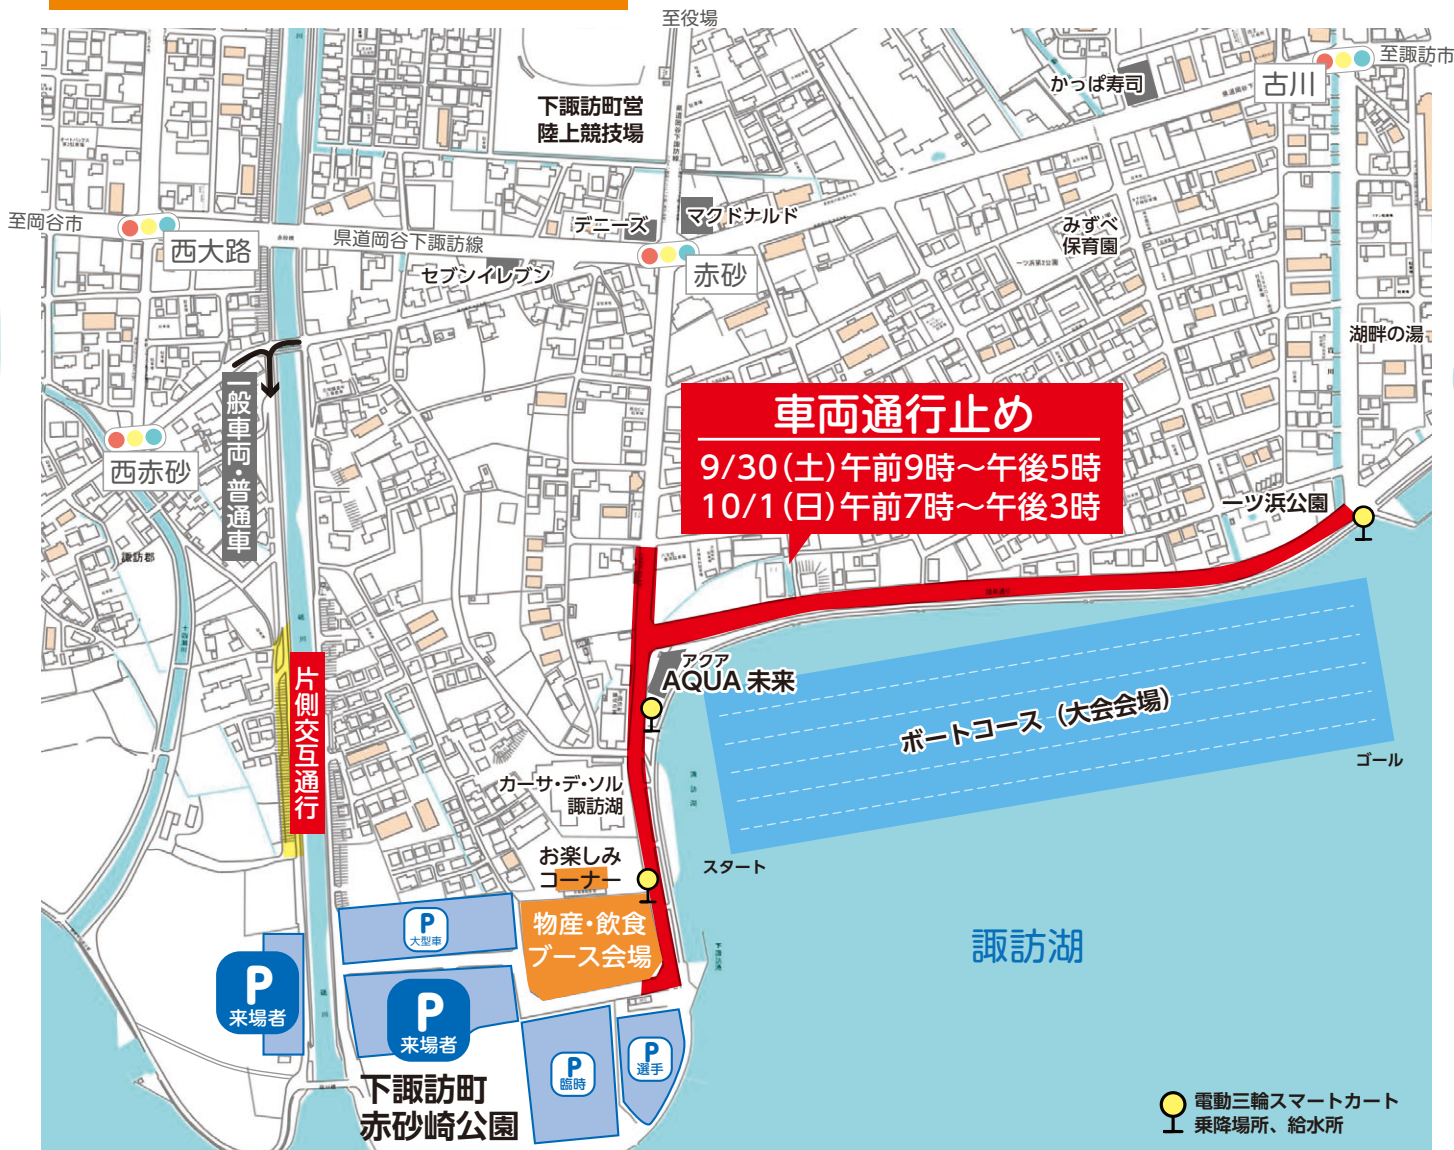 至役場
至諏訪市
古川
かっぱ寿司
下諏訪町営
陸上競技場
至岡谷市
西大路
県道岡谷下諏訪線
デニーズ
マクドナルド
セブンイレブン
赤砂
みずべ
保育園
一ツ浜第2公園
湖畔の湯
一般車両・普通車
西赤砂
諏訪郡
車両通行止め
9/30(土)午前9時～午後5時
10/1(日)午前7時～午後3時
一ツ浜公園
片側交互通行
アクア
AQUA 未来
ボートコース（大会会場）
ゴール
スタート
カーサ・デ・ソル
諏訪湖
お楽しみ
コーナー
物産・飲食
ブース会場
P
大型車
P
来場者
P
来場者
P
臨時
P
選手
諏訪湖
下諏訪町
赤砂崎公園
電動三輪スマートカート
乗降場所、給水所